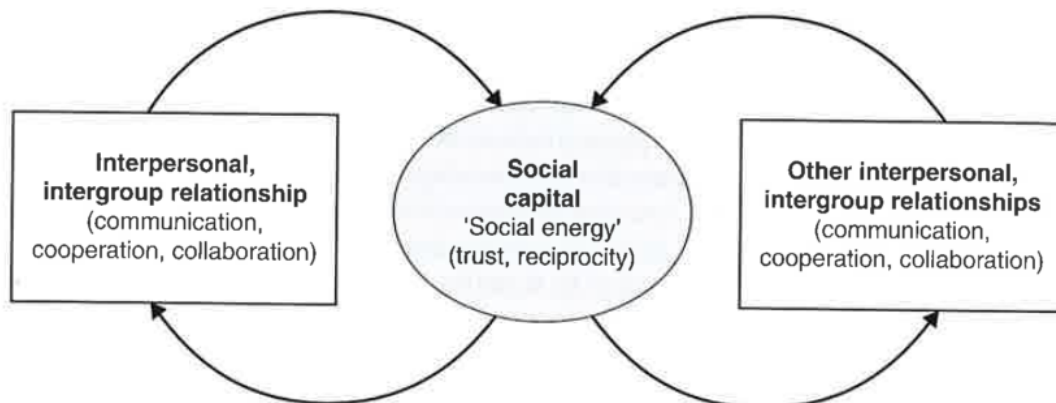 Interpersonal,
intergroup relationship
(communication,
cooperation, collaboration)
Social
capital
'Social energy'
(trust, reciprocity)
Other interpersonal,
intergroup relationships
(communication,
cooperation, collaboration)